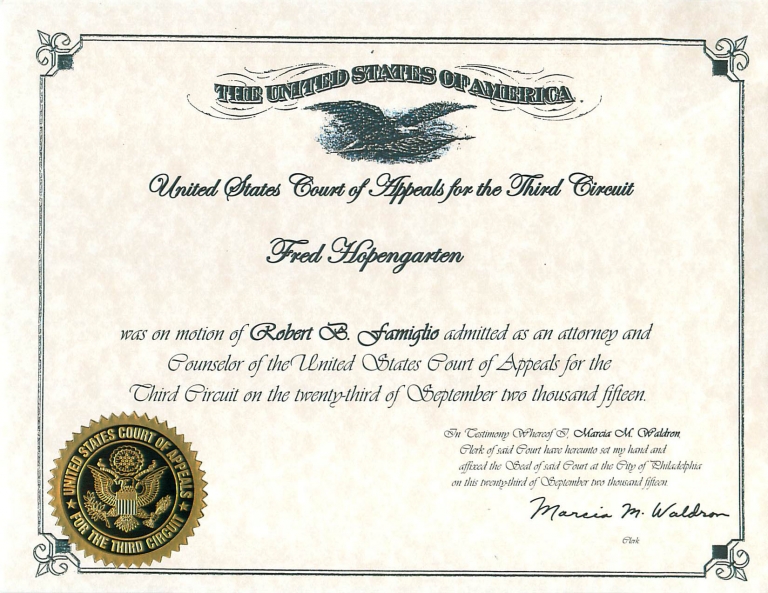 THE UNITED STATES OF AMERICA
United States Court of Appeals for the Third Circuit
Fred Hopengarten
was on motion of Robert B. Famiglio admitted as an attorney and
Counselor of the United States Court of Appeals for the
Third Circuit on the twenty-third of September two thousand fifteen.
In Testimony Whereof I, Marcia M. Waldron,
Clerk of said Court have hereunto set my hand and
affixed the Seal of said Court at the City of Philadelphia
on this twenty-third of September two thousand fifteen
Marcia M. Waldron
Clerk
UNITED STATES COURT OF APPEALS
★ FOR THE THIRD CIRCUIT ★